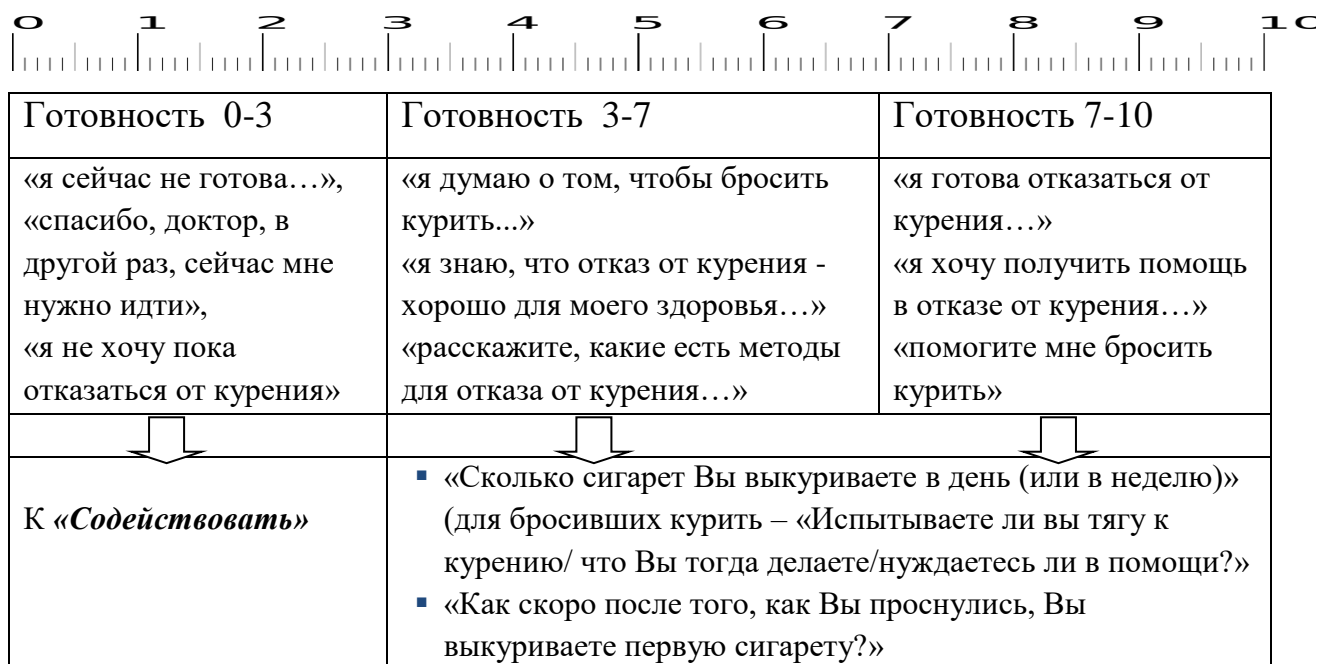 0 1 2 3 4 5 6 7 8 9 10
Готовность 0-3
Готовность 3-7
Готовность 7-10
«я сейчас не готова…»,
«спасибо, доктор, в
другой раз, сейчас мне
нужно идти»,
«я не хочу пока
отказаться от курения»
«я думаю о том, чтобы бросить
курить...»
«я знаю, что отказ от курения -
хорошо для моего здоровья…»
«расскажите, какие есть методы
для отказа от курения…»
«я готова отказаться от
курения…»
«я хочу получить помощь
в отказе от курения…»
«помогите мне бросить
курить»
К «Содействовать»
▪ «Сколько сигарет Вы выкуриваете в день (или в неделю)»
(для бросивших курить – «Испытываете ли вы тягу к
курению/ что Вы тогда делаете/нуждаетесь ли в помощи?»
▪ «Как скоро после того, как Вы проснулись, Вы
выкуриваете первую сигарету?»